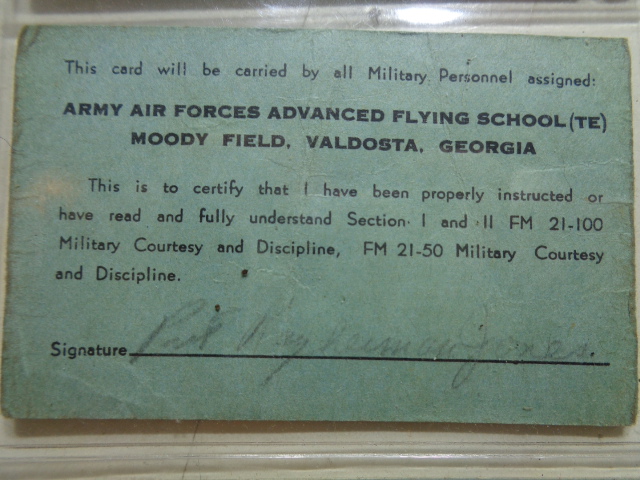 This card will be carried by all Military Personnel assigned:
ARMY AIR FORCES ADVANCED FLYING SCHOOL (TE)
MOODY FIELD, VALDOSTA, GEORGIA
This is to certify that I have been properly instructed or
have read and fully understand Section I and II FM 21-100
Military Courtesy and Discipline, FM 21-50 Military Courtesy
and Discipline.
Signature